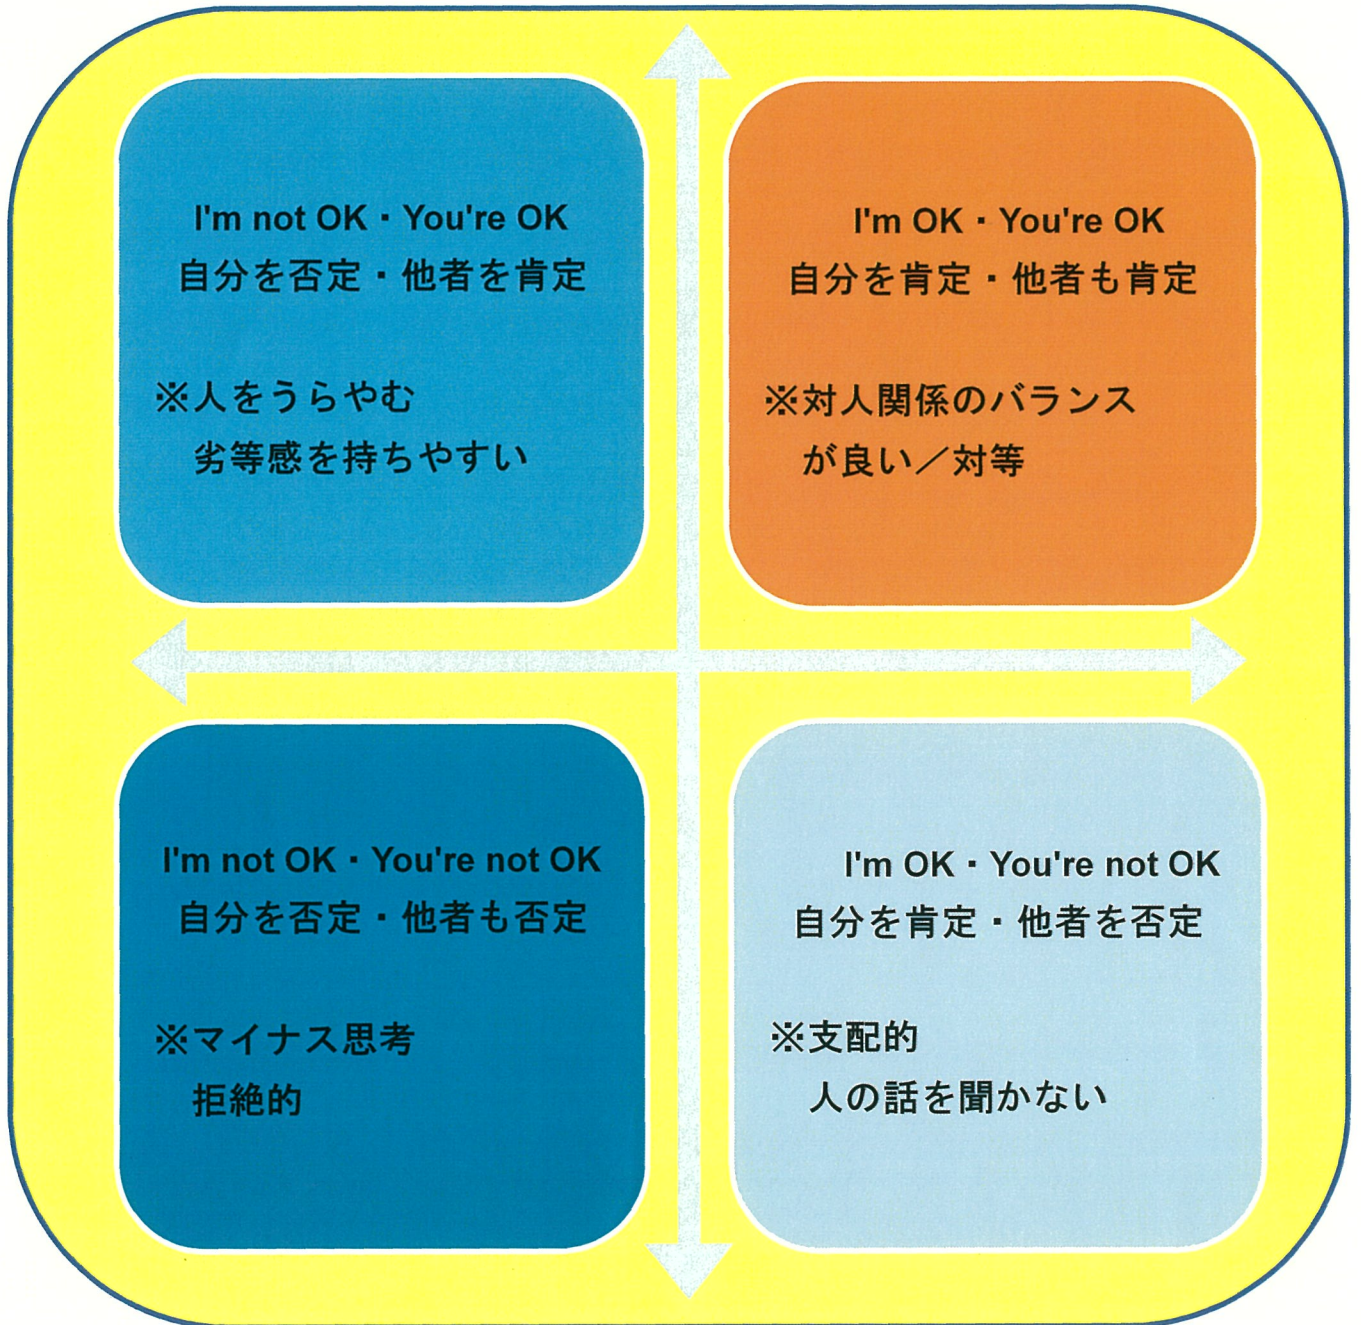 I'm not OK・You're OK
自分を否定・他者を肯定
※人をうらやむ
劣等感を持ちやすい
I'm OK・You're OK
自分を肯定・他者も肯定
※対人関係のバランス
が良い／対等
I'm not OK・You're not OK
自分を否定・他者も否定
※マイナス思考
拒絶的
I'm OK・You're not OK
自分を肯定・他者を否定
※支配的
人の話を聞かない